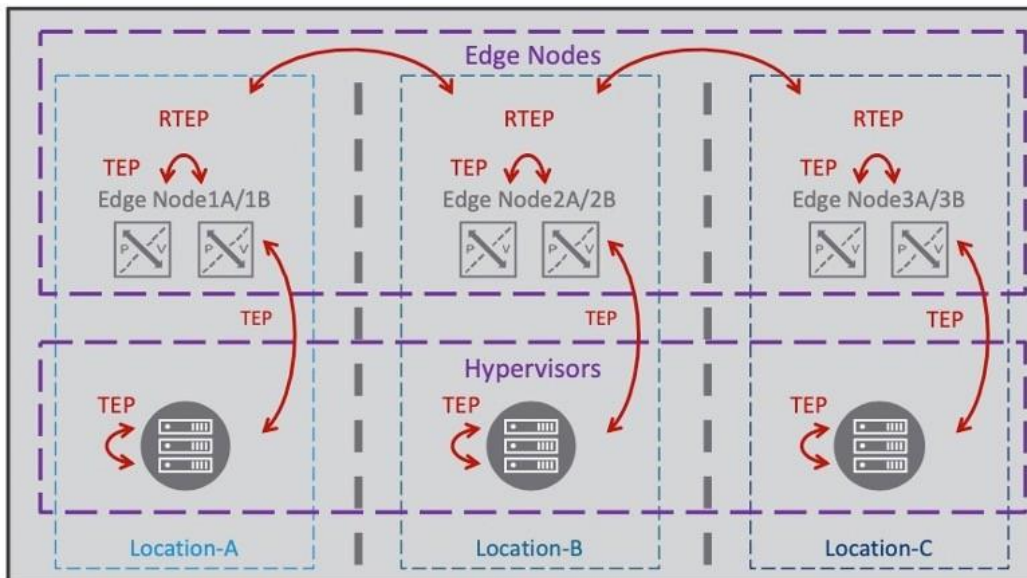 Edge Nodes
RTEP
RTEP
RTEP
TEP
TEP
TEP
Edge Node1A/1B
Edge Node2A/2B
Edge Node3A/3B
P V
P V
P V
P V
P V
P V
TEP
TEP
TEP
Hypervisors
TEP
TEP
TEP
Location-A
Location-B
Location-C